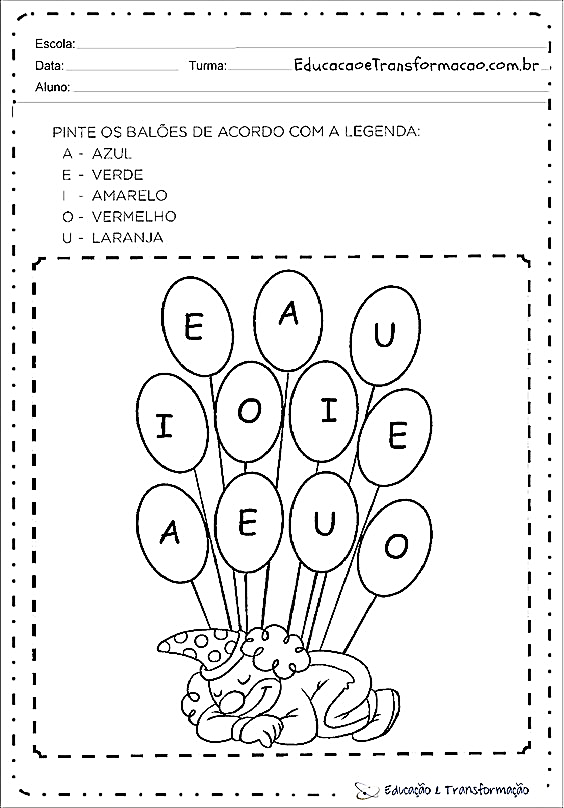 Escola:
Data: Turma: EducacaoeTransformacao.com.br
Aluno:
PINTE OS BALÕES DE ACORDO COM A LEGENDA:
A - AZUL
E - VERDE
I - AMARELO
O - VERMELHO
U - LARANJA
E A U
I O I E
A E U O
Educação e Transformação